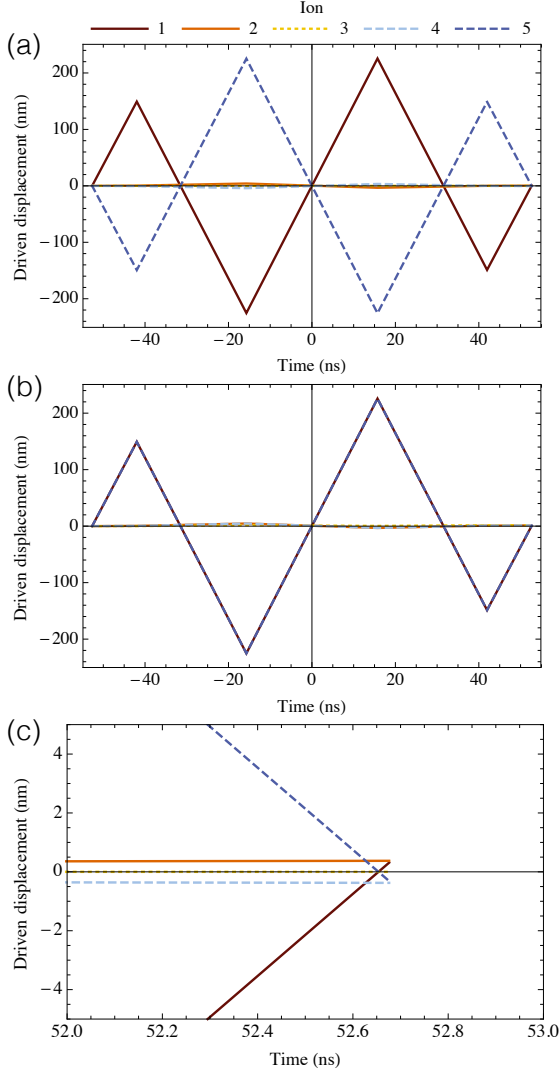 Ion
1 2 3 4 5
(a)
200
100
0
−100
−200
Driven displacement (nm)
−40 −20 0 20 40
Time (ns)
(b)
200
100
0
−100
−200
Driven displacement (nm)
−40 −20 0 20 40
Time (ns)
(c)
4
2
0
−2
−4
Driven displacement (nm)
52.0 52.2 52.4 52.6 52.8 53.0
Time (ns)